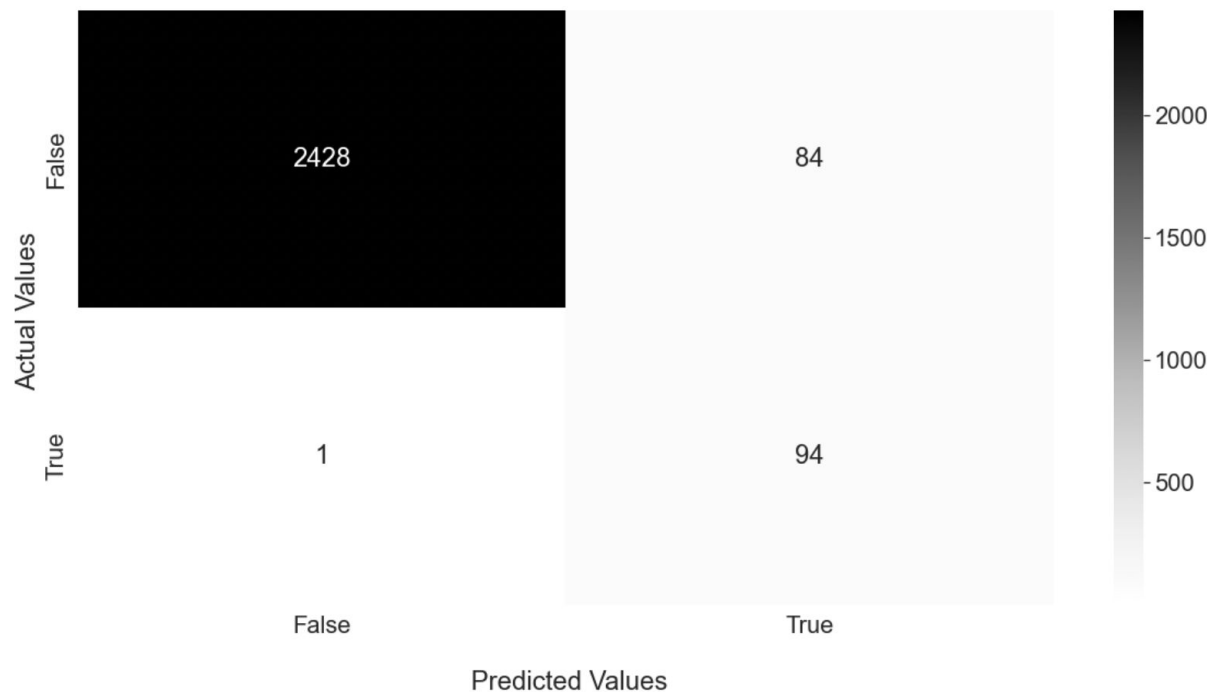 2000
False
2428
84
1500
Actual Values
1000
True
1
94
500
False
True
Predicted Values